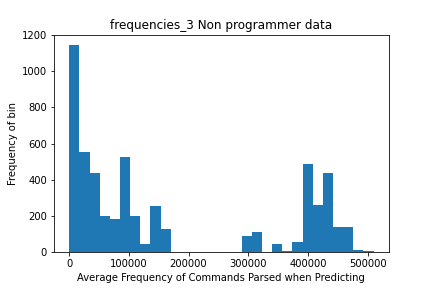 frequencies_3 Non programmer data
1200
1000
800
600
400
200
0
Frequency of bin
0 100000 200000 300000 400000 500000
Average Frequency of Commands Parsed when Predicting